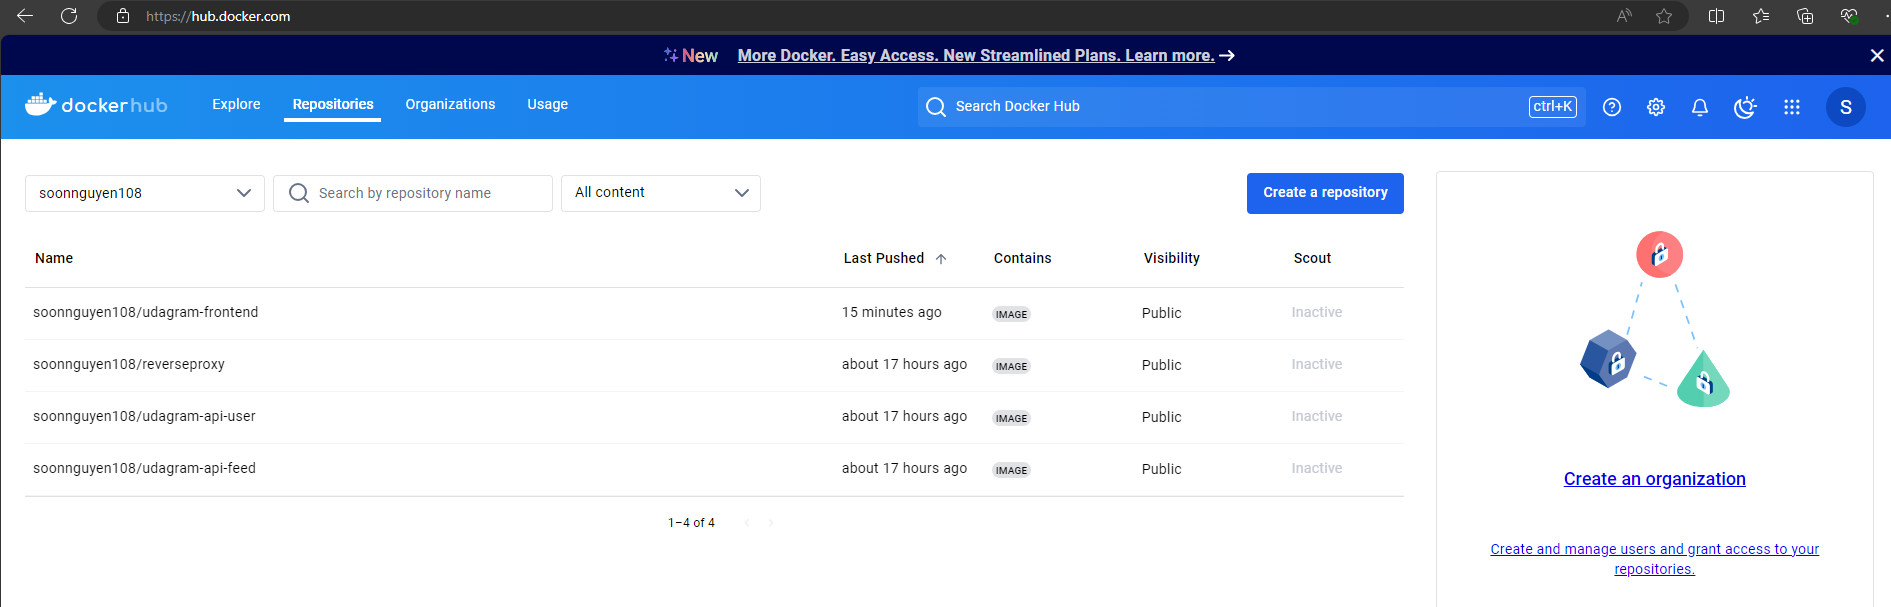 https://hub.docker.com
New More Docker. Easy Access. New Streamlined Plans. Learn more. →
dockerhub Explore Repositories Organizations Usage Search Docker Hub ctrl+K S
soonnguyen108 Search by repository name All content Create a repository
Name Last Pushed ↑ Contains Visibility Scout
soonnguyen108/udagram-frontend 15 minutes ago IMAGE Public Inactive
soonnguyen108/reverseproxy about 17 hours ago IMAGE Public Inactive
soonnguyen108/udagram-api-user about 17 hours ago IMAGE Public Inactive
soonnguyen108/udagram-api-feed about 17 hours ago IMAGE Public Inactive
1–4 of 4
Create an organization
Create and manage users and grant access to your
repositories.